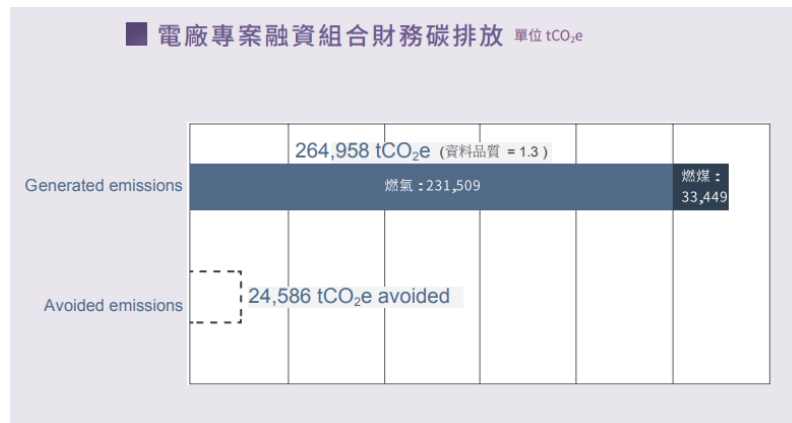 電廠專案融資組合財務碳排放 單位 tCO₂e
264,958 tCO₂e (資料品質 = 1.3 )
Generated emissions
燃氣：231,509
燃煤：
33,449
Avoided emissions
24,586 tCO₂e avoided